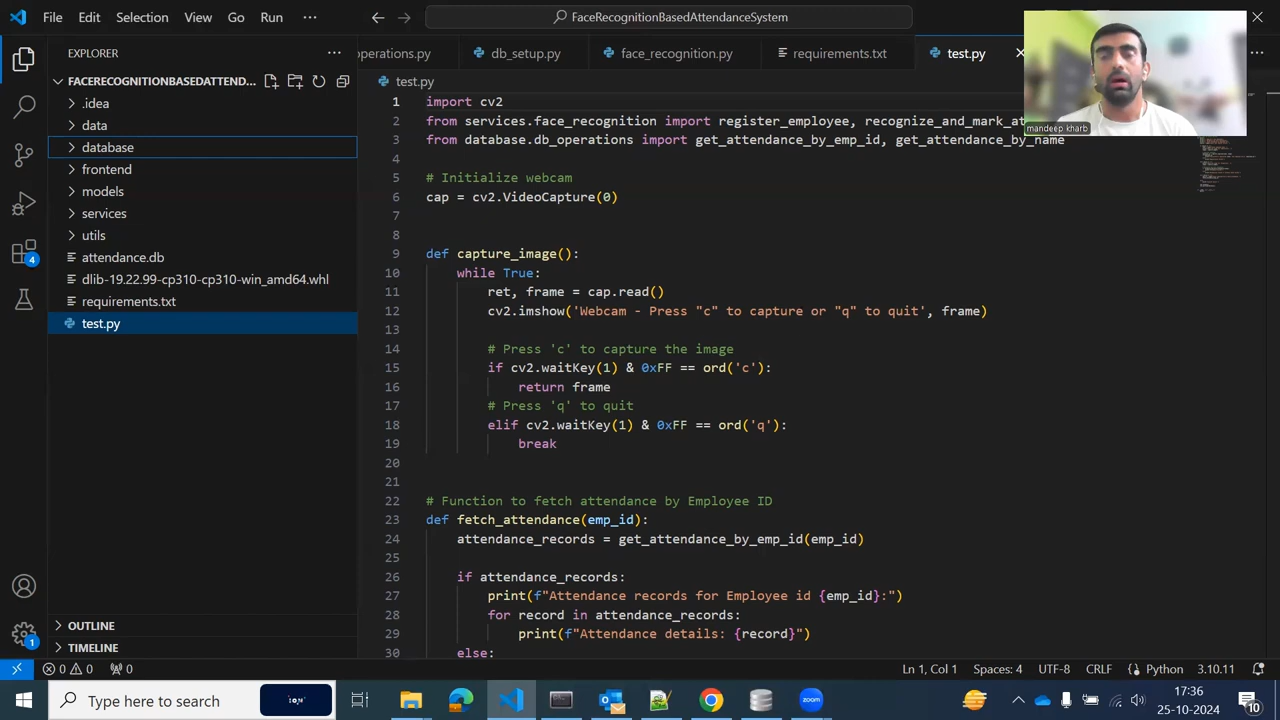 File Edit Selection View Go Run
FaceRecognitionBasedAttendanceSystem
EXPLORER
FACERECOGNITIONBASEDATTEND...
.idea
data
database
frontend
models
services
utils
attendance.db
dlib-19.22.99-cp310-cp310-win_amd64.whl
requirements.txt
test.py
OUTLINE
TIMELINE
operation.py db_setup.py face_recognition.py requirements.txt test.py
test.py
mandeep kharb
1 import cv2
2 from services.face_recognition import register_employee, recognize_and_mark_at
3 from database.db_operation import get_attendance_by_emp_id, get_attendance_by_name
4
5 # Initialize webcam
6 cap = cv2.VideoCapture(0)
7
8
9 def capture_image():
10 while True:
11 ret, frame = cap.read()
12 cv2.imshow('Webcam - Press "c" to capture or "q" to quit', frame)
13
14 # Press 'c' to capture the image
15 if cv2.waitKey(1) & 0xFF == ord('c'):
16 return frame
17 # Press 'q' to quit
18 elif cv2.waitKey(1) & 0xFF == ord('q'):
19 break
20
21
22 # Function to fetch attendance by Employee ID
23 def fetch_attendance(emp_id):
24 attendance_records = get_attendance_by_emp_id(emp_id)
25
26 if attendance_records:
27 print(f"Attendance records for Employee id {emp_id}:")
28 for record in attendance_records:
29 print(f"Attendance details: {record}")
30 else:
4
1
0 0 0
Ln 1, Col 1 Spaces: 4 UTF-8 CRLF Python 3.10.11
Type here to search
zoom
17:36
25-10-2024
10